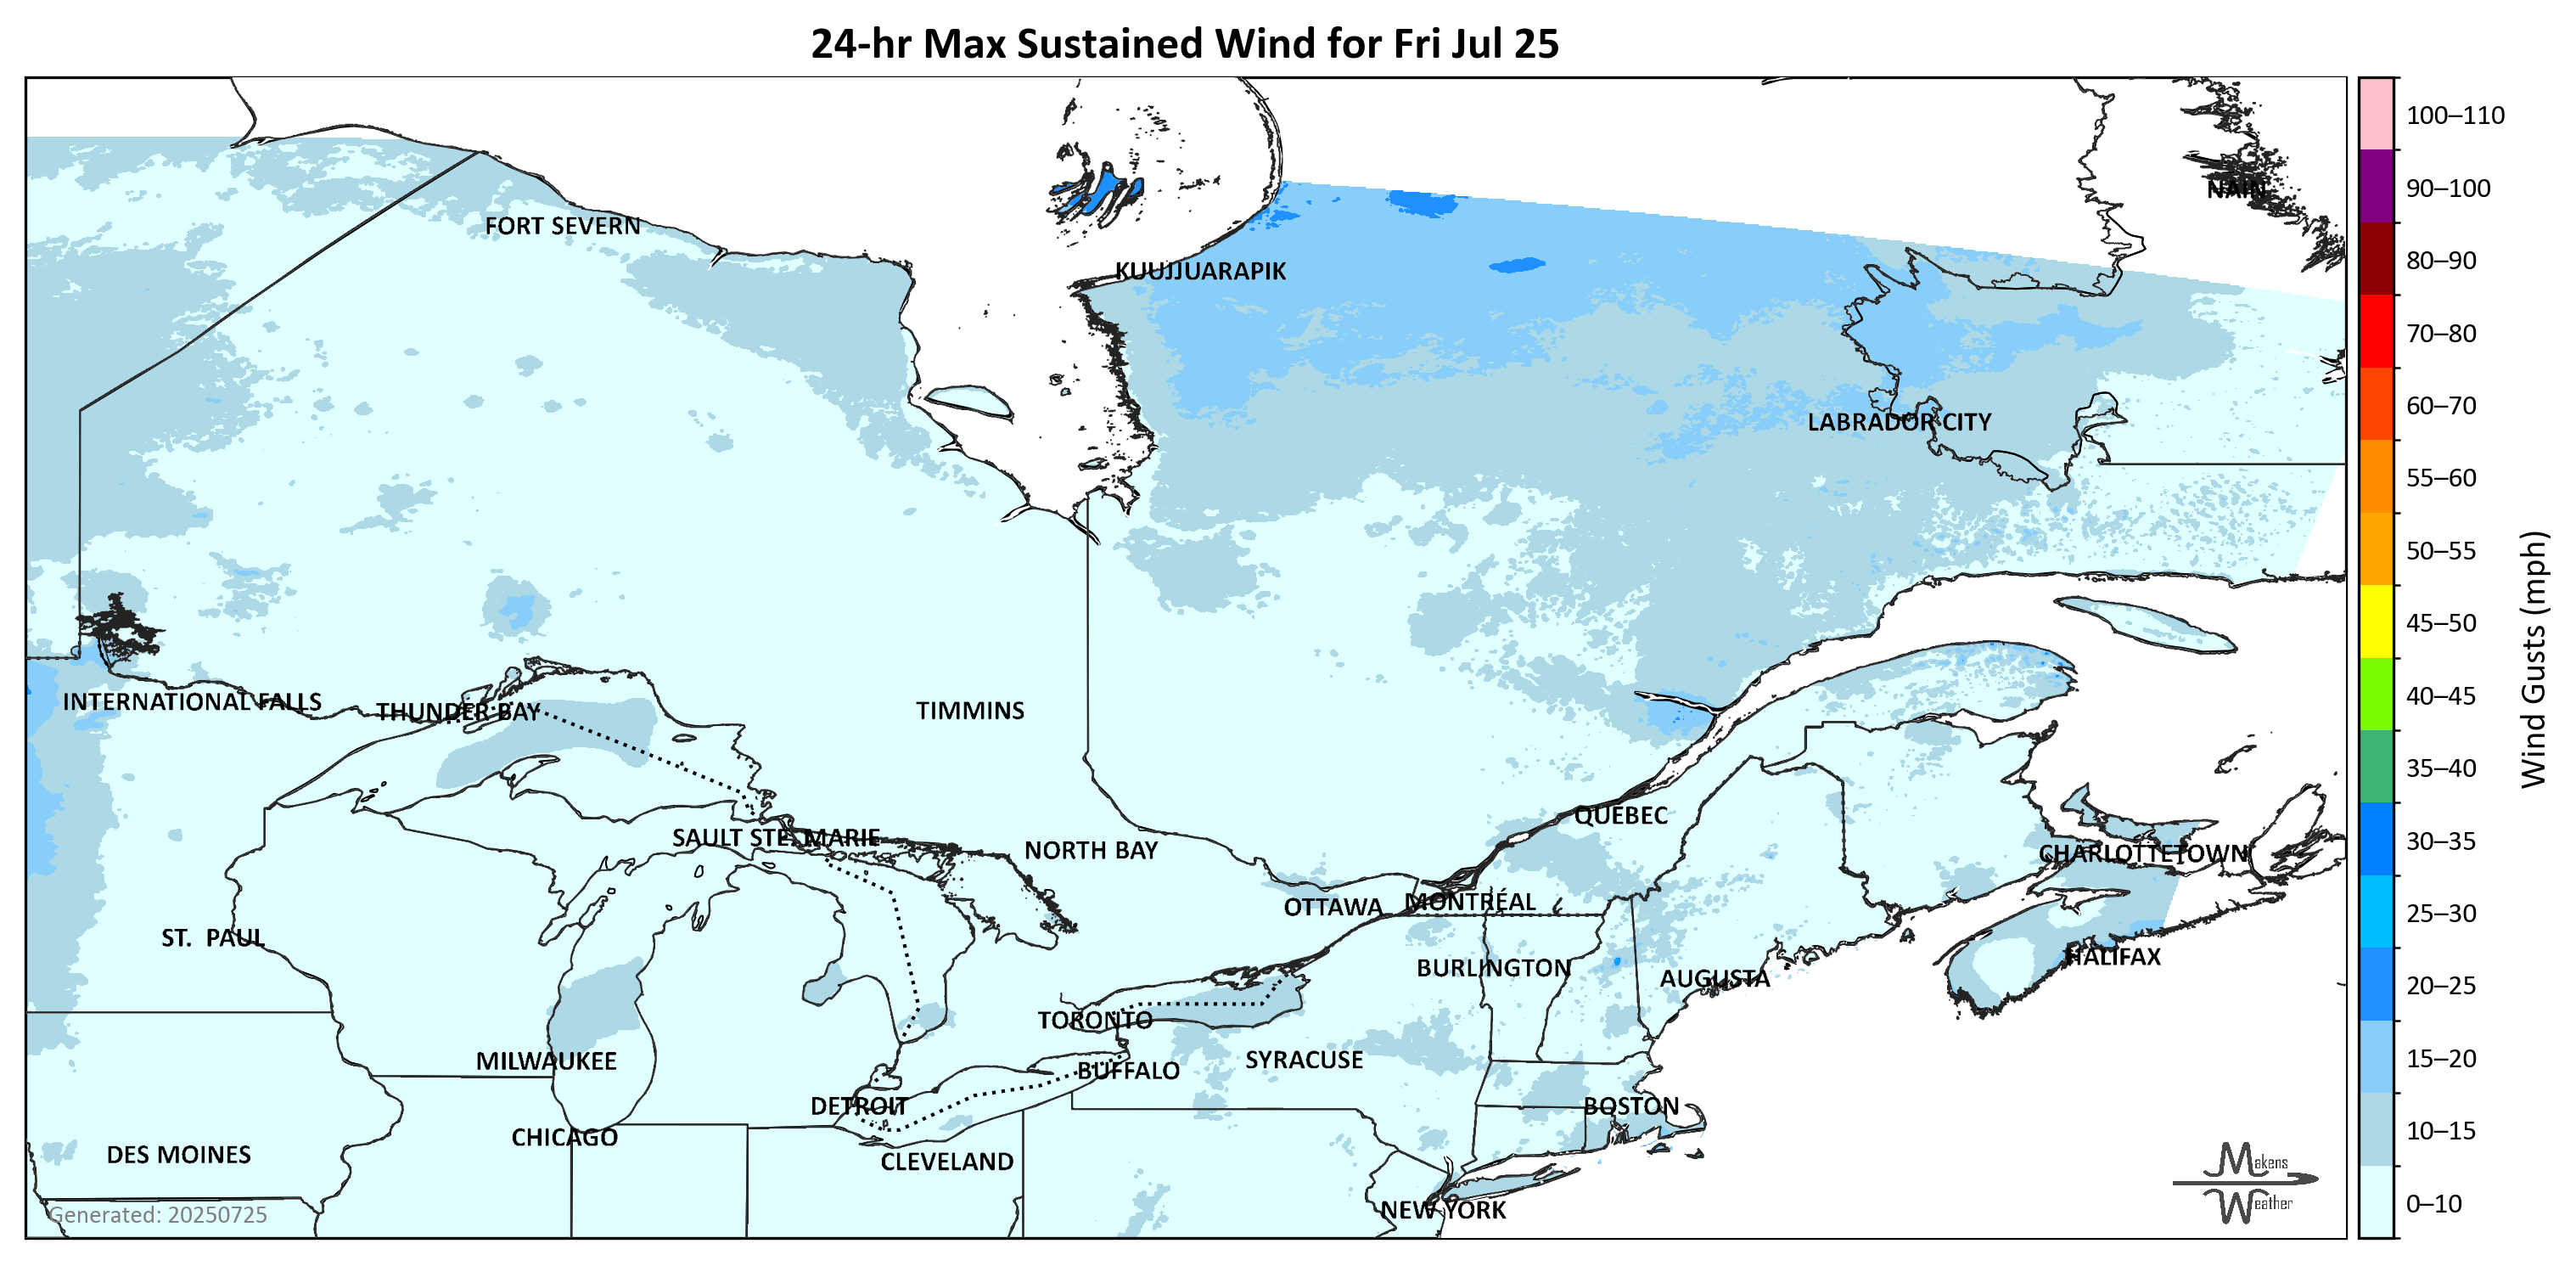 24-hr Max Sustained Wind for Fri Jul 25
100–110
90–100
NAIN
FORT SEVERN
80–90
KUUJJUARAPIK
70–80
60–70
LABRADOR CITY
55–60
50–55
45–50
Wind Gusts (mph)
INTERNATIONAL FALLS
THUNDER BAY
TIMMINS
40–45
35–40
QUEBEC
SAULT STE. MARIE
NORTH BAY
30–35
CHARLOTTETOWN
OTTAWA
MONTRÉAL
25–30
ST. PAUL
HALIFAX
BURLINGTON
AUGUSTA
20–25
TORONTO
MILWAUKEE
BUFFALO
SYRACUSE
15–20
DETROIT
BOSTON
CHICAGO
10–15
DES MOINES
CLEVELAND
Makens
Weather
NEW YORK
0–10
Generated: 20250725